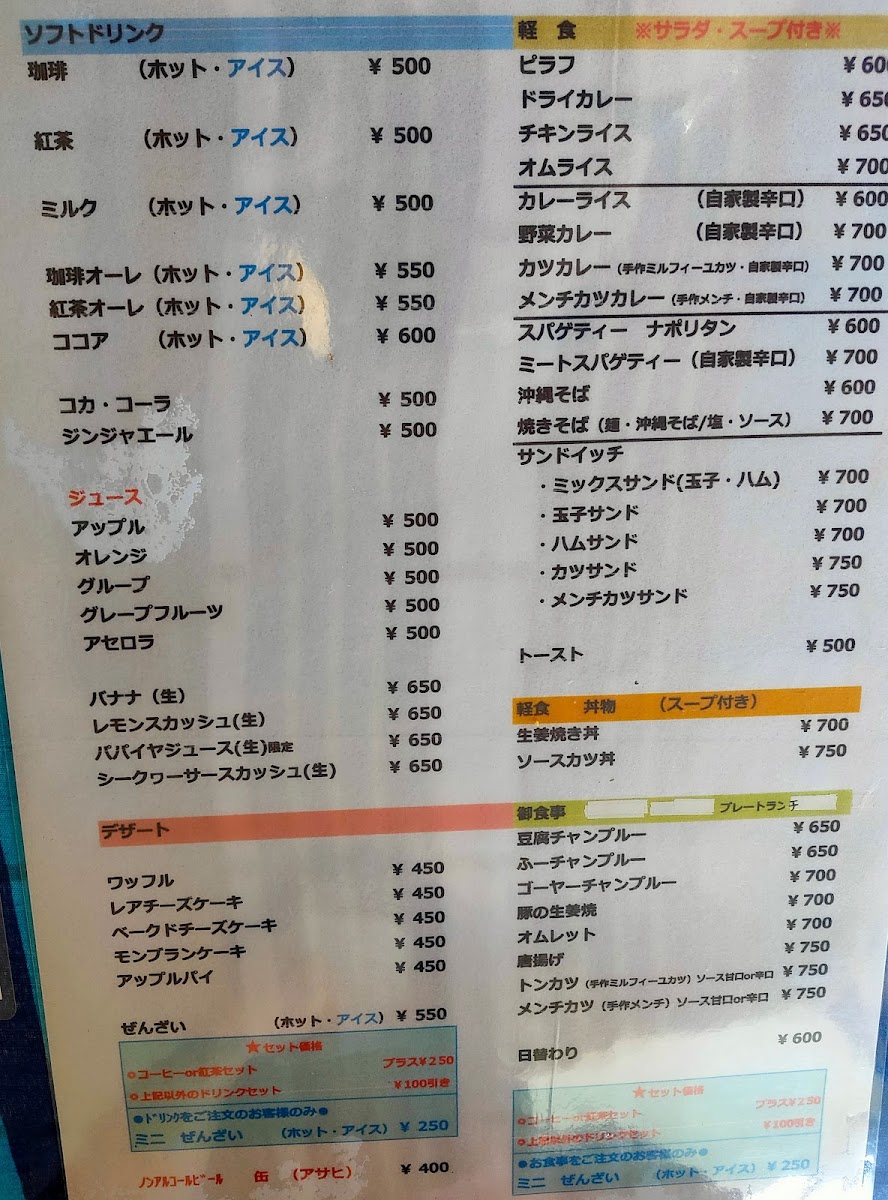 ソフトドリンク
珈琲 (ホット・アイス) ¥ 500
紅茶 (ホット・アイス) ¥ 500
ミルク (ホット・アイス) ¥ 500
珈琲オーレ (ホット・アイス) ¥ 550
紅茶オーレ (ホット・アイス) ¥ 550
ココア (ホット・アイス) ¥ 600
コカ・コーラ ¥ 500
ジンジャエール ¥ 500
ジュース
アップル ¥ 500
オレンジ ¥ 500
グループ ¥ 500
グレープフルーツ ¥ 500
アセロラ ¥ 500
バナナ (生) ¥ 650
レモンスカッシュ(生) ¥ 650
パパイヤジュース(生)限定 ¥ 650
シークヮーサースカッシュ(生) ¥ 650
デザート
ワッフル ¥ 450
レアチーズケーキ ¥ 450
ベークドチーズケーキ ¥ 450
モンブランケーキ ¥ 450
アップルパイ ¥ 450
ぜんざい (ホット・アイス) ¥ 550
★セット価格
○コーヒーor紅茶セット プラス¥250
○上記以外のドリンクセット ¥100引き
●ドリンクをご注文のお客様のみ●
ミニ ぜんざい (ホット・アイス) ¥ 250
ノンアルコールビール 缶 (アサヒ) ¥ 400
軽 食 ※サラダ・スープ付き※
ピラフ ¥600
ドライカレー ¥650
チキンライス ¥650
オムライス ¥700
カレーライス (自家製辛口) ¥600
野菜カレー (自家製辛口) ¥700
カツカレー (手作ミルフィーユカツ・自家製辛口) ¥700
メンチカツカレー (手作メンチ・自家製辛口) ¥700
スパゲティー ナポリタン ¥600
ミートスパゲティー (自家製辛口) ¥700
沖縄そば ¥600
焼きそば (麺・沖縄そば/塩・ソース) ¥700
サンドイッチ
・ミックスサンド(玉子・ハム) ¥700
・玉子サンド ¥700
・ハムサンド ¥700
・カツサンド ¥750
・メンチカツサンド ¥750
トースト ¥500
軽食 丼物 (スープ付き)
生姜焼き丼 ¥700
ソースカツ丼 ¥750
御食事 プレートランチ
豆腐チャンプルー ¥650
ふーチャンプルー ¥650
ゴーヤーチャンプルー ¥700
豚の生姜焼 ¥700
オムレット ¥700
唐揚げ ¥750
トンカツ (手作ミルフィーユカツ) ソース甘口or辛口 ¥750
メンチカツ (手作メンチ) ソース甘口or辛口 ¥750
日替わり ¥600
★セット価格
○コーヒーor紅茶セット プラス¥250
○上記以外のドリンクセット ¥100引き
●お食事をご注文のお客様のみ●
ミニ ぜんざい (ホット・アイス) ¥250